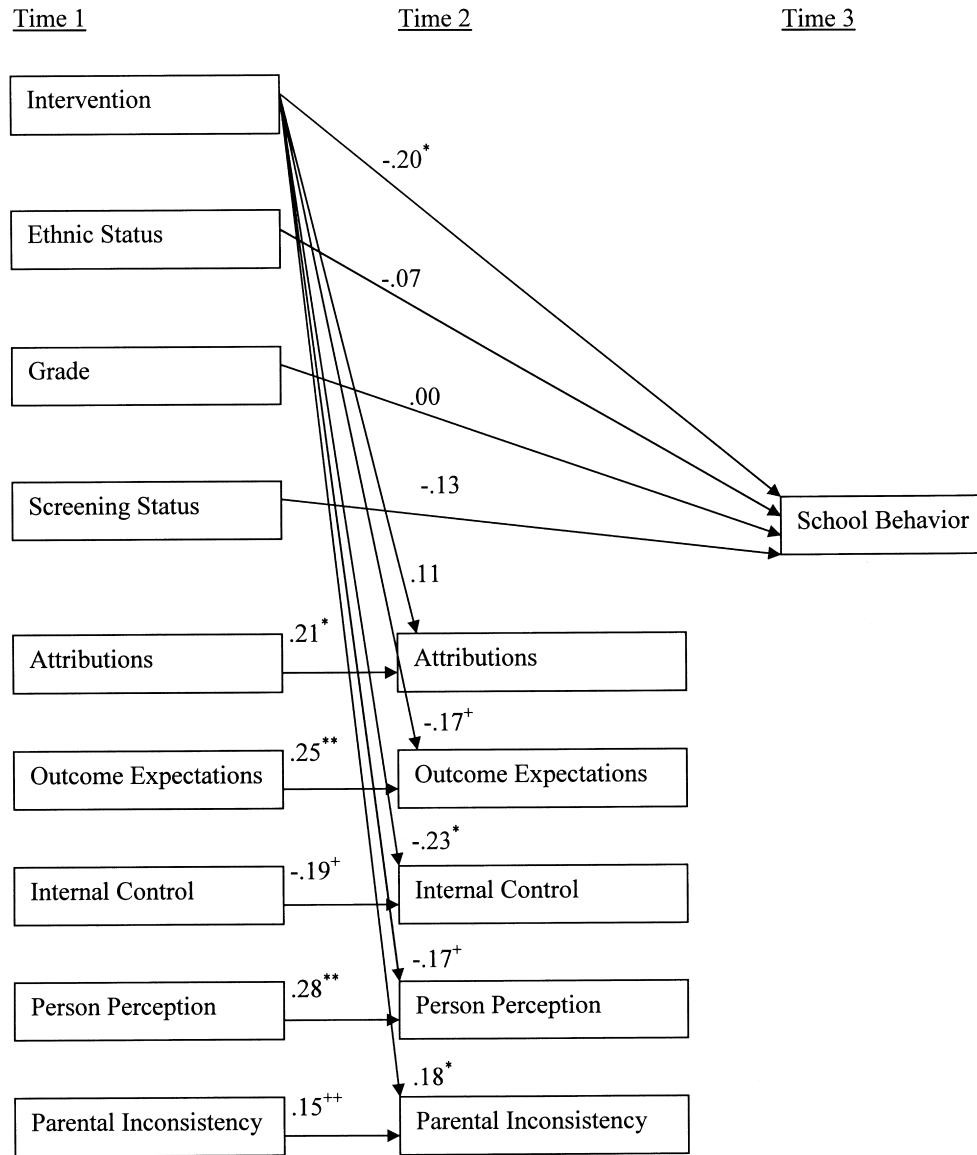 Time 1 Time 2 Time 3
Intervention
-.20*
Ethnic Status
-.07
Grade
.00
Screening Status
-.13
School Behavior
.11
Attributions
.21*
Attributions
-.17+
Outcome Expectations
.25**
Outcome Expectations
-.23*
Internal Control
-.19+
Internal Control
-.17+
Person Perception
.28**
Person Perception
.18*
Parental Inconsistency
.15++
Parental Inconsistency